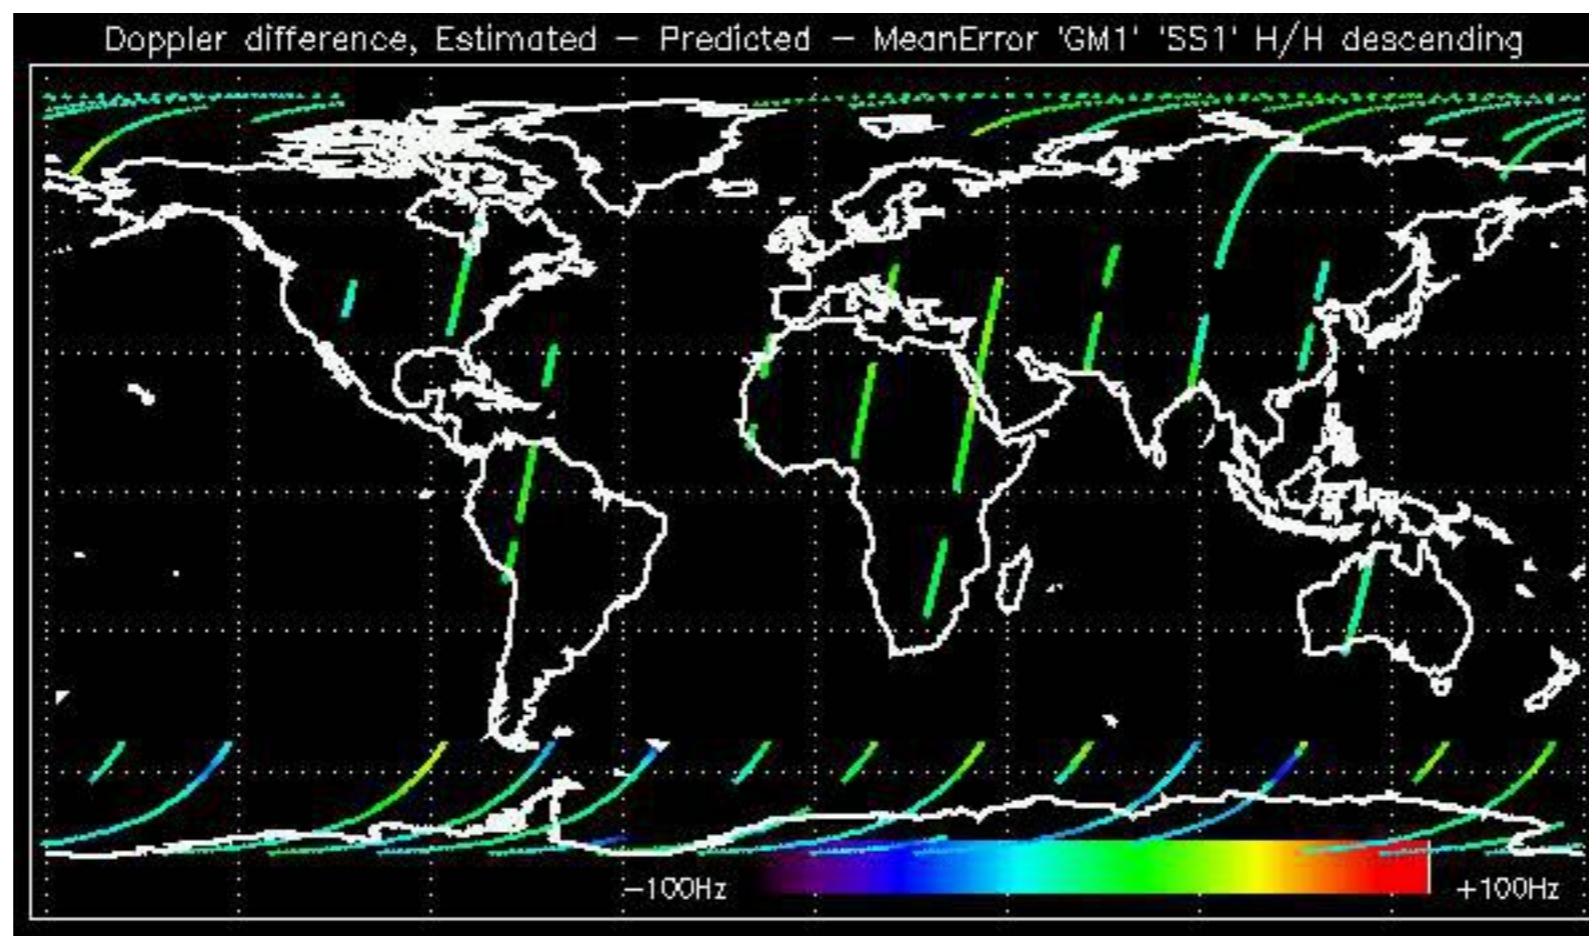 Doppler difference, Estimated − Predicted − MeanError 'GM1' 'SS1' H/H descending
−100Hz
+100Hz